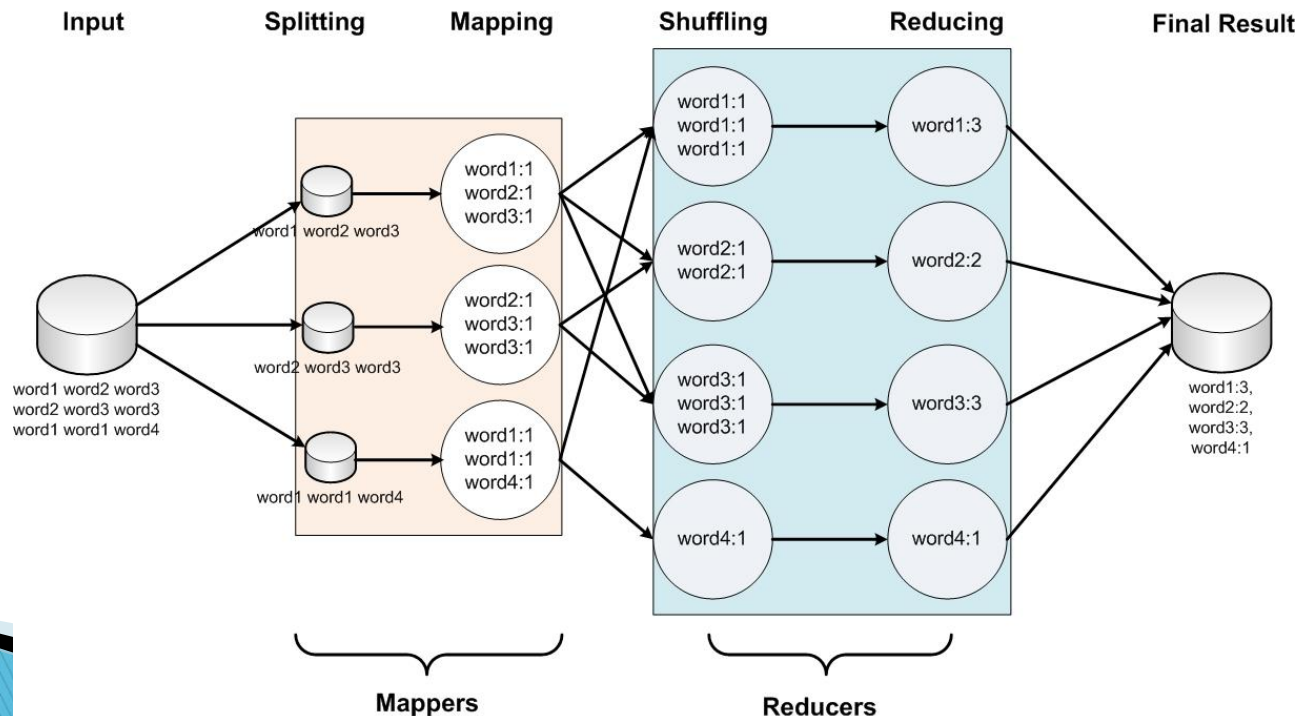 Input
Splitting
Mapping
Shuffling
Reducing
Final Result
word1 word2 word3
word2 word3 word3
word1 word1 word4
word1 word2 word3
word2 word3 word3
word1 word1 word4
word1:1
word2:1
word3:1
word2:1
word3:1
word3:1
word1:1
word1:1
word4:1
word1:1
word1:1
word1:1
word2:1
word2:1
word3:1
word3:1
word3:1
word4:1
word1:3
word2:2
word3:3
word4:1
word1:3,
word2:2,
word3:3,
word4:1
Mappers
Reducers